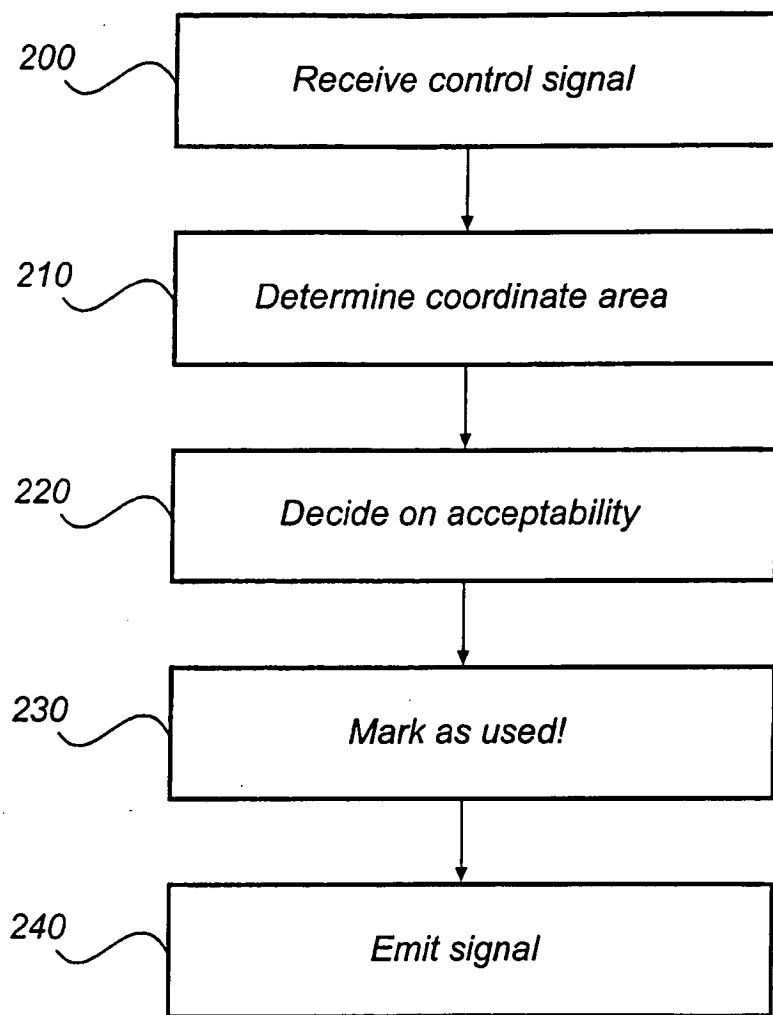 200
Receive control signal
210
Determine coordinate area
220
Decide on acceptability
230
Mark as used!
240
Emit signal